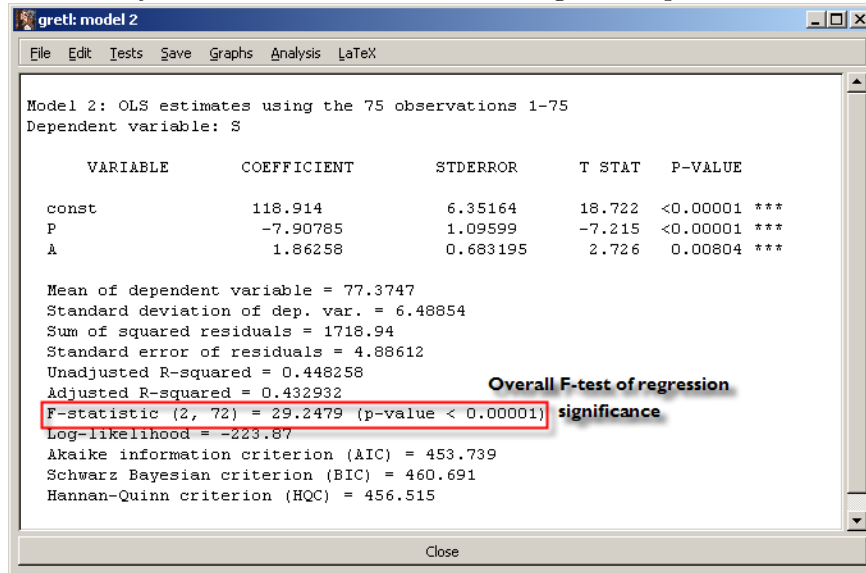 gretl: model 2
File Edit Tests Save Graphs Analysis LaTeX
Model 2: OLS estimates using the 75 observations 1-75
Dependent variable: S
VARIABLE COEFFICIENT STDERROR T STAT P-VALUE
const 118.914 6.35164 18.722 <0.00001 ***
P -7.90785 1.09599 -7.215 <0.00001 ***
A 1.86258 0.683195 2.726 0.00804 ***
Mean of dependent variable = 77.3747
Standard deviation of dep. var. = 6.48854
Sum of squared residuals = 1718.94
Standard error of residuals = 4.88612
Unadjusted R-squared = 0.448258
Adjusted R-squared = 0.432932
Overall F-test of regression
F-statistic (2, 72) = 29.2479 (p-value < 0.00001) significance
Log-likelihood = -223.87
Akaike information criterion (AIC) = 453.739
Schwarz Bayesian criterion (BIC) = 460.691
Hannan-Quinn criterion (HQC) = 456.515
Close